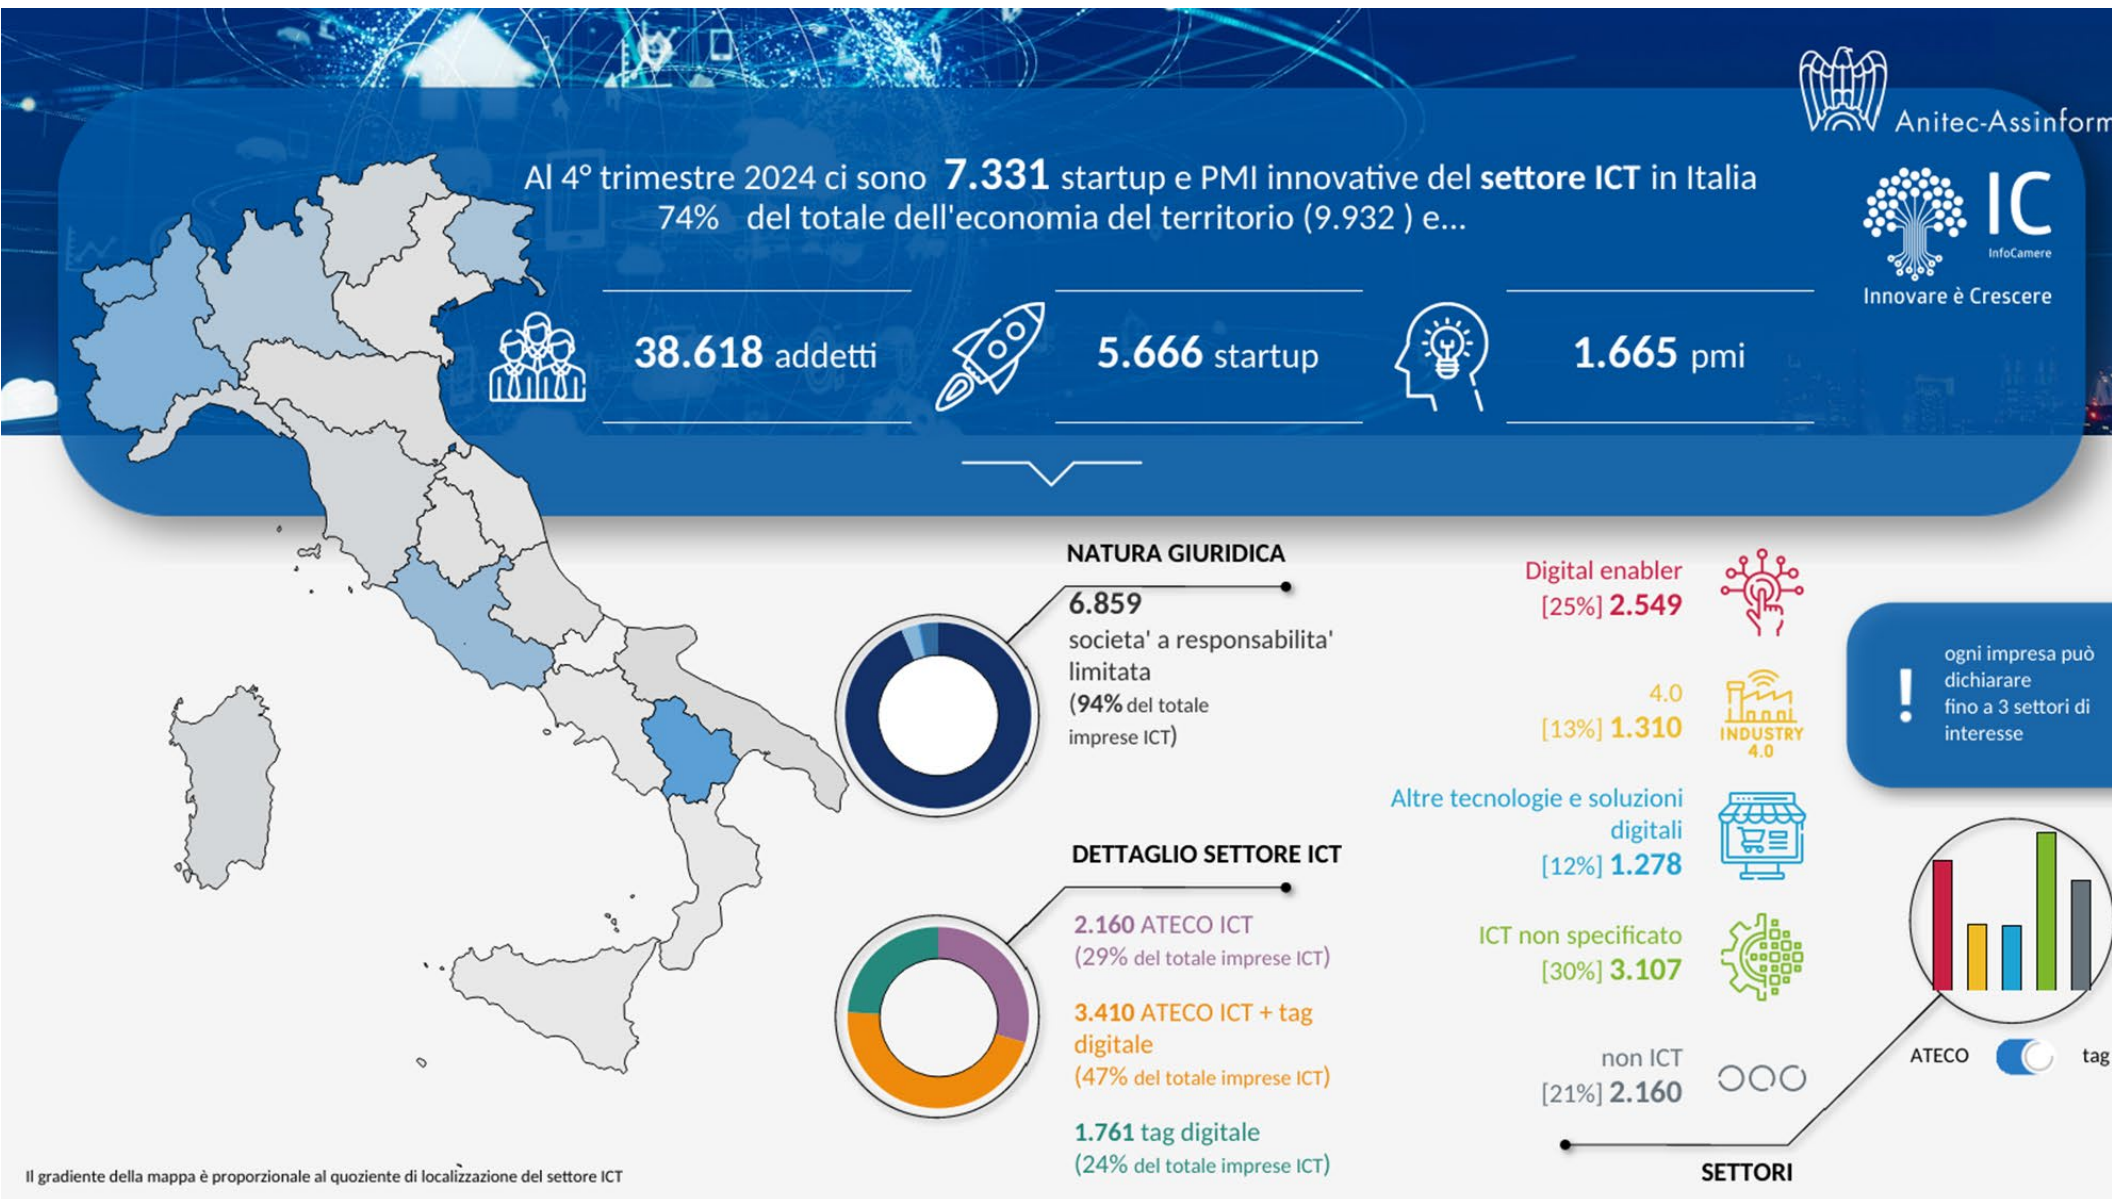 Anitec-Assinform
Al 4° trimestre 2024 ci sono 7.331 startup e PMI innovative del settore ICT in Italia
74% del totale dell'economia del territorio (9.932 ) e...
IC
InfoCamere
Innovare è Crescere
38.618 addetti
5.666 startup
1.665 pmi
NATURA GIURIDICA
6.859
societa' a responsabilita'
limitata
(94% del totale
imprese ICT)
DETTAGLIO SETTORE ICT
2.160 ATECO ICT
(29% del totale imprese ICT)
3.410 ATECO ICT + tag
digitale
(47% del totale imprese ICT)
1.761 tag digitale
(24% del totale imprese ICT)
Digital enabler
[25%] 2.549
4.0
[13%] 1.310
INDUSTRY
4.0
Altre tecnologie e soluzioni
digitali
[12%] 1.278
ICT non specificato
[30%] 3.107
non ICT
[21%] 2.160
!
ogni impresa può
dichiarare
fino a 3 settori di
interesse
ATECO
tag
SETTORI
Il gradiente della mappa è proporzionale al quoziente di localizzazione del settore ICT